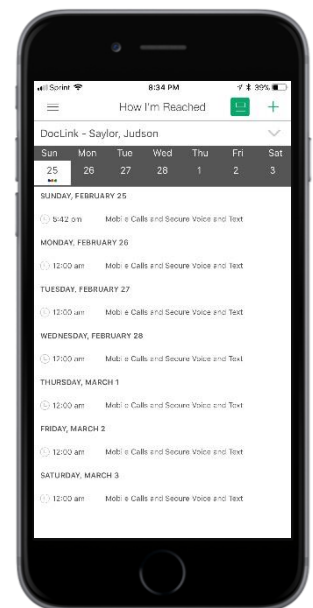 Sprint 8:34 PM 39%
How I'm Reached +
DocLink - Saylor, Judson
Sun Mon Tue Wed Thu Fri Sat
25 26 27 28 1 2 3
SUNDAY, FEBRUARY 25
5:42 pm Mobile Calls and Secure Voice and Text
MONDAY, FEBRUARY 26
12:00 am Mobile Calls and Secure Voice and Text
TUESDAY, FEBRUARY 27
12:00 am Mobile Calls and Secure Voice and Text
WEDNESDAY, FEBRUARY 28
12:00 am Mobile Calls and Secure Voice and Text
THURSDAY, MARCH 1
12:00 am Mobile Calls and Secure Voice and Text
FRIDAY, MARCH 2
12:00 am Mobile Calls and Secure Voice and Text
SATURDAY, MARCH 3
12:00 am Mobile Calls and Secure Voice and Text